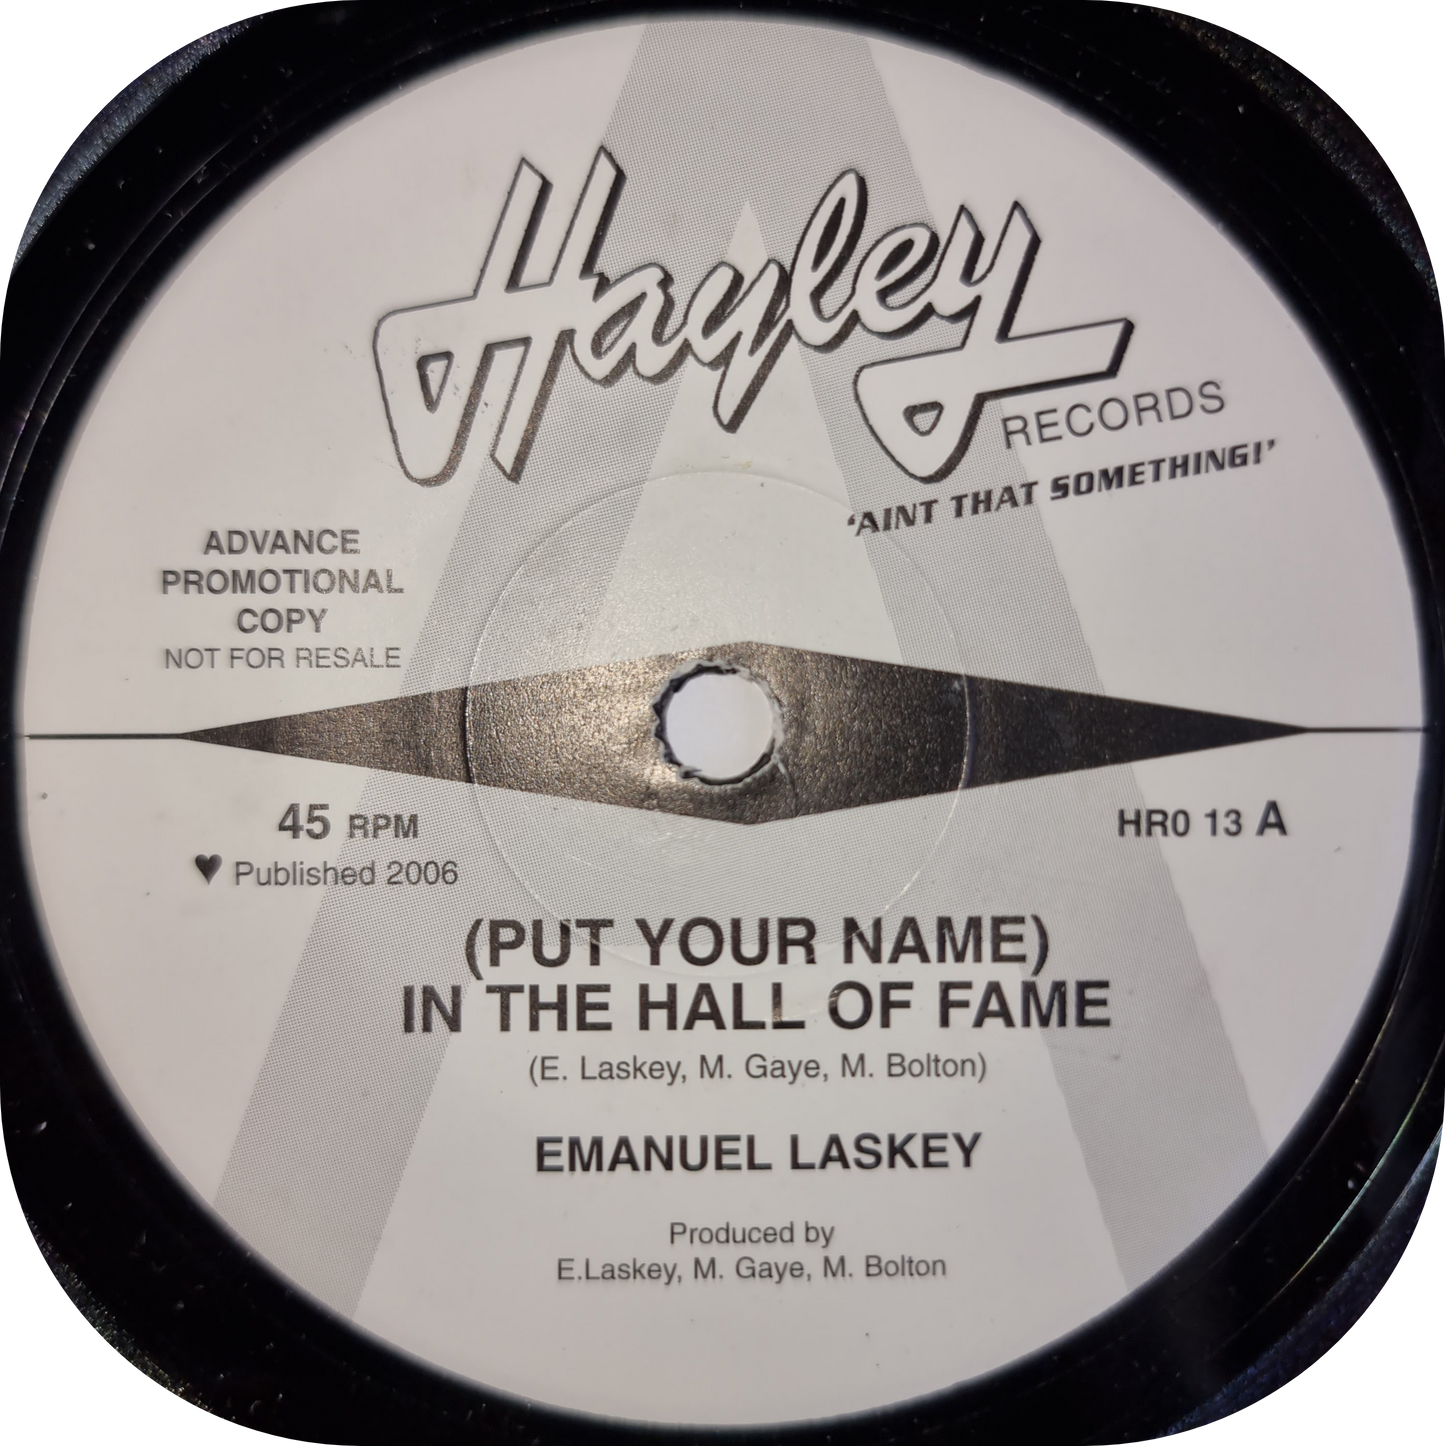 Hayley
RECORDS
‘AINT THAT SOMETHING!’
ADVANCE
PROMOTIONAL
COPY
NOT FOR RESALE
45 RPM
♥ Published 2006
HR0 13 A
(PUT YOUR NAME)
IN THE HALL OF FAME
(E. Laskey, M. Gaye, M. Bolton)
EMANUEL LASKEY
Produced by
E.Laskey, M. Gaye, M. Bolton